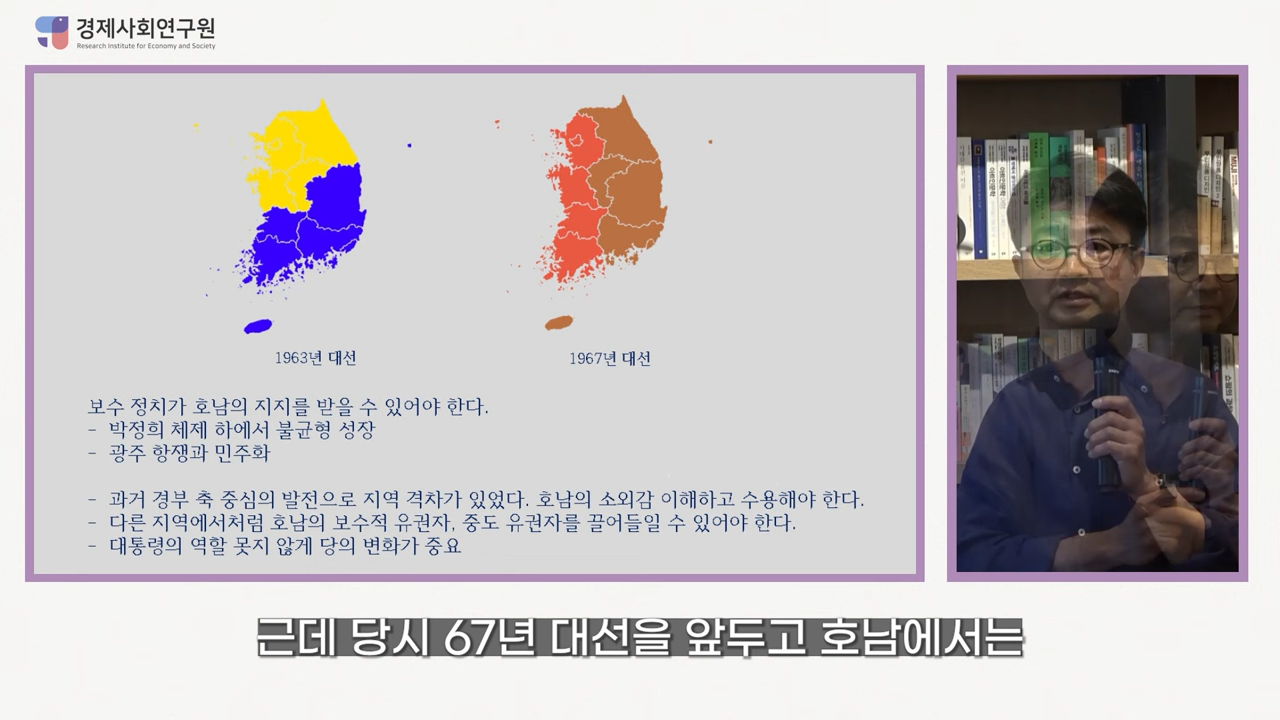 경제사회연구원
Research Institute for Economy and Society
1963년 대선
1967년 대선
보수 정치가 호남의 지지를 받을 수 있어야 한다.
- 박정희 체제 하에서 불균형 성장
- 광주 항쟁과 민주화
- 과거 경부 축 중심의 발전으로 지역 격차가 있었다. 호남의 소외감 이해하고 수용해야 한다.
- 다른 지역에서처럼 호남의 보수적 유권자, 중도 유권자를 끌어들일 수 있어야 한다.
- 대통령의 역할 못지 않게 당의 변화가 중요
근데 당시 67년 대선을 앞두고 호남에서는